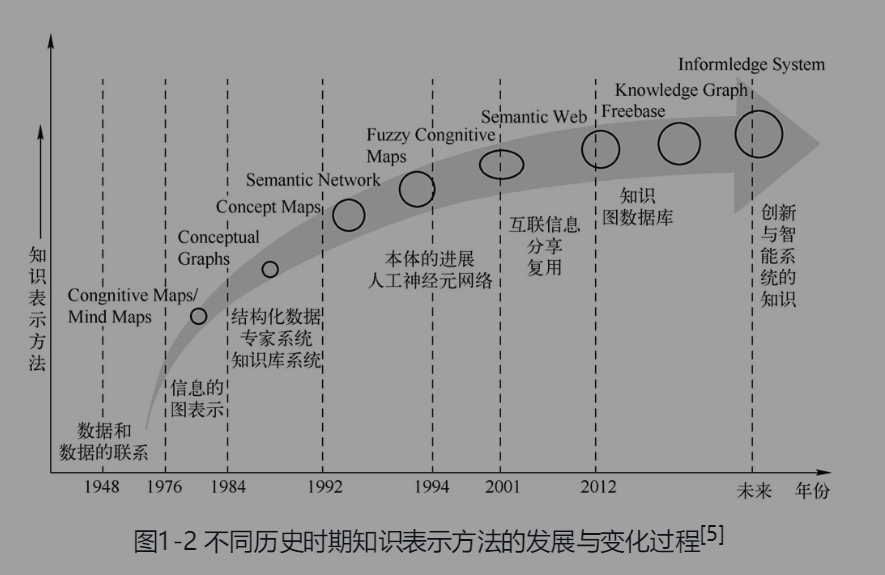 Informledge System
Knowledge Graph
Freebase
Semantic Web
Fuzzy Congnitive
Maps
Semantic Network
Concept Maps
Conceptual
Graphs
Congnitive Maps/
Mind Maps
知识表示方法
数据和
数据的联系
信息的
图表示
结构化数据
专家系统
知识库系统
本体的进展
人工神经元网络
互联信息
分享
复用
知识
图数据库
创新
与智
能系
统的
知识
1948 1976 1984 1992 1994 2001 2012 未来 年份
图1-2 不同历史时期知识表示方法的发展与变化过程[5]